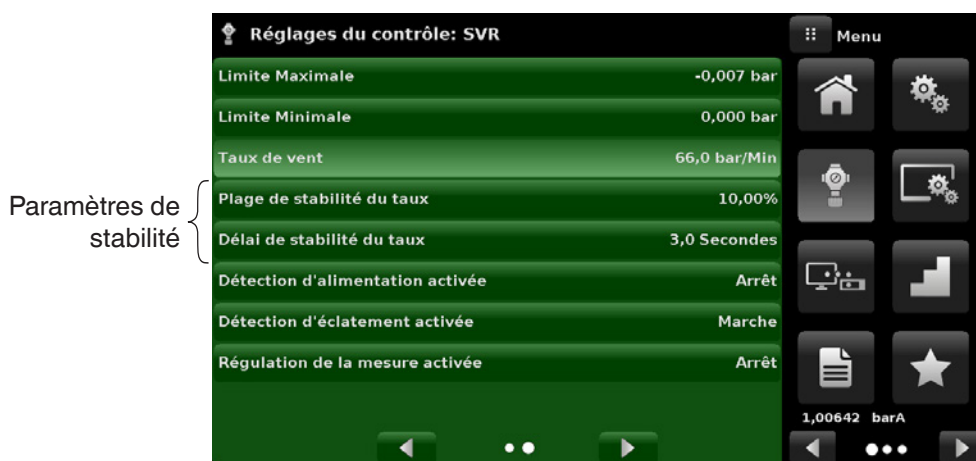 Réglages du contrôle: SVR
Menu
Limite Maximale -0,007 bar
Limite Minimale 0,000 bar
Taux de vent 66,0 bar/Min
Paramètres de
stabilité
Plage de stabilité du taux 10,00%
Délai de stabilité du taux 3,0 Secondes
Détection d'alimentation activée Arrêt
Détection d'éclatement activée Marche
Régulation de la mesure activée Arrêt
1,00642 barA